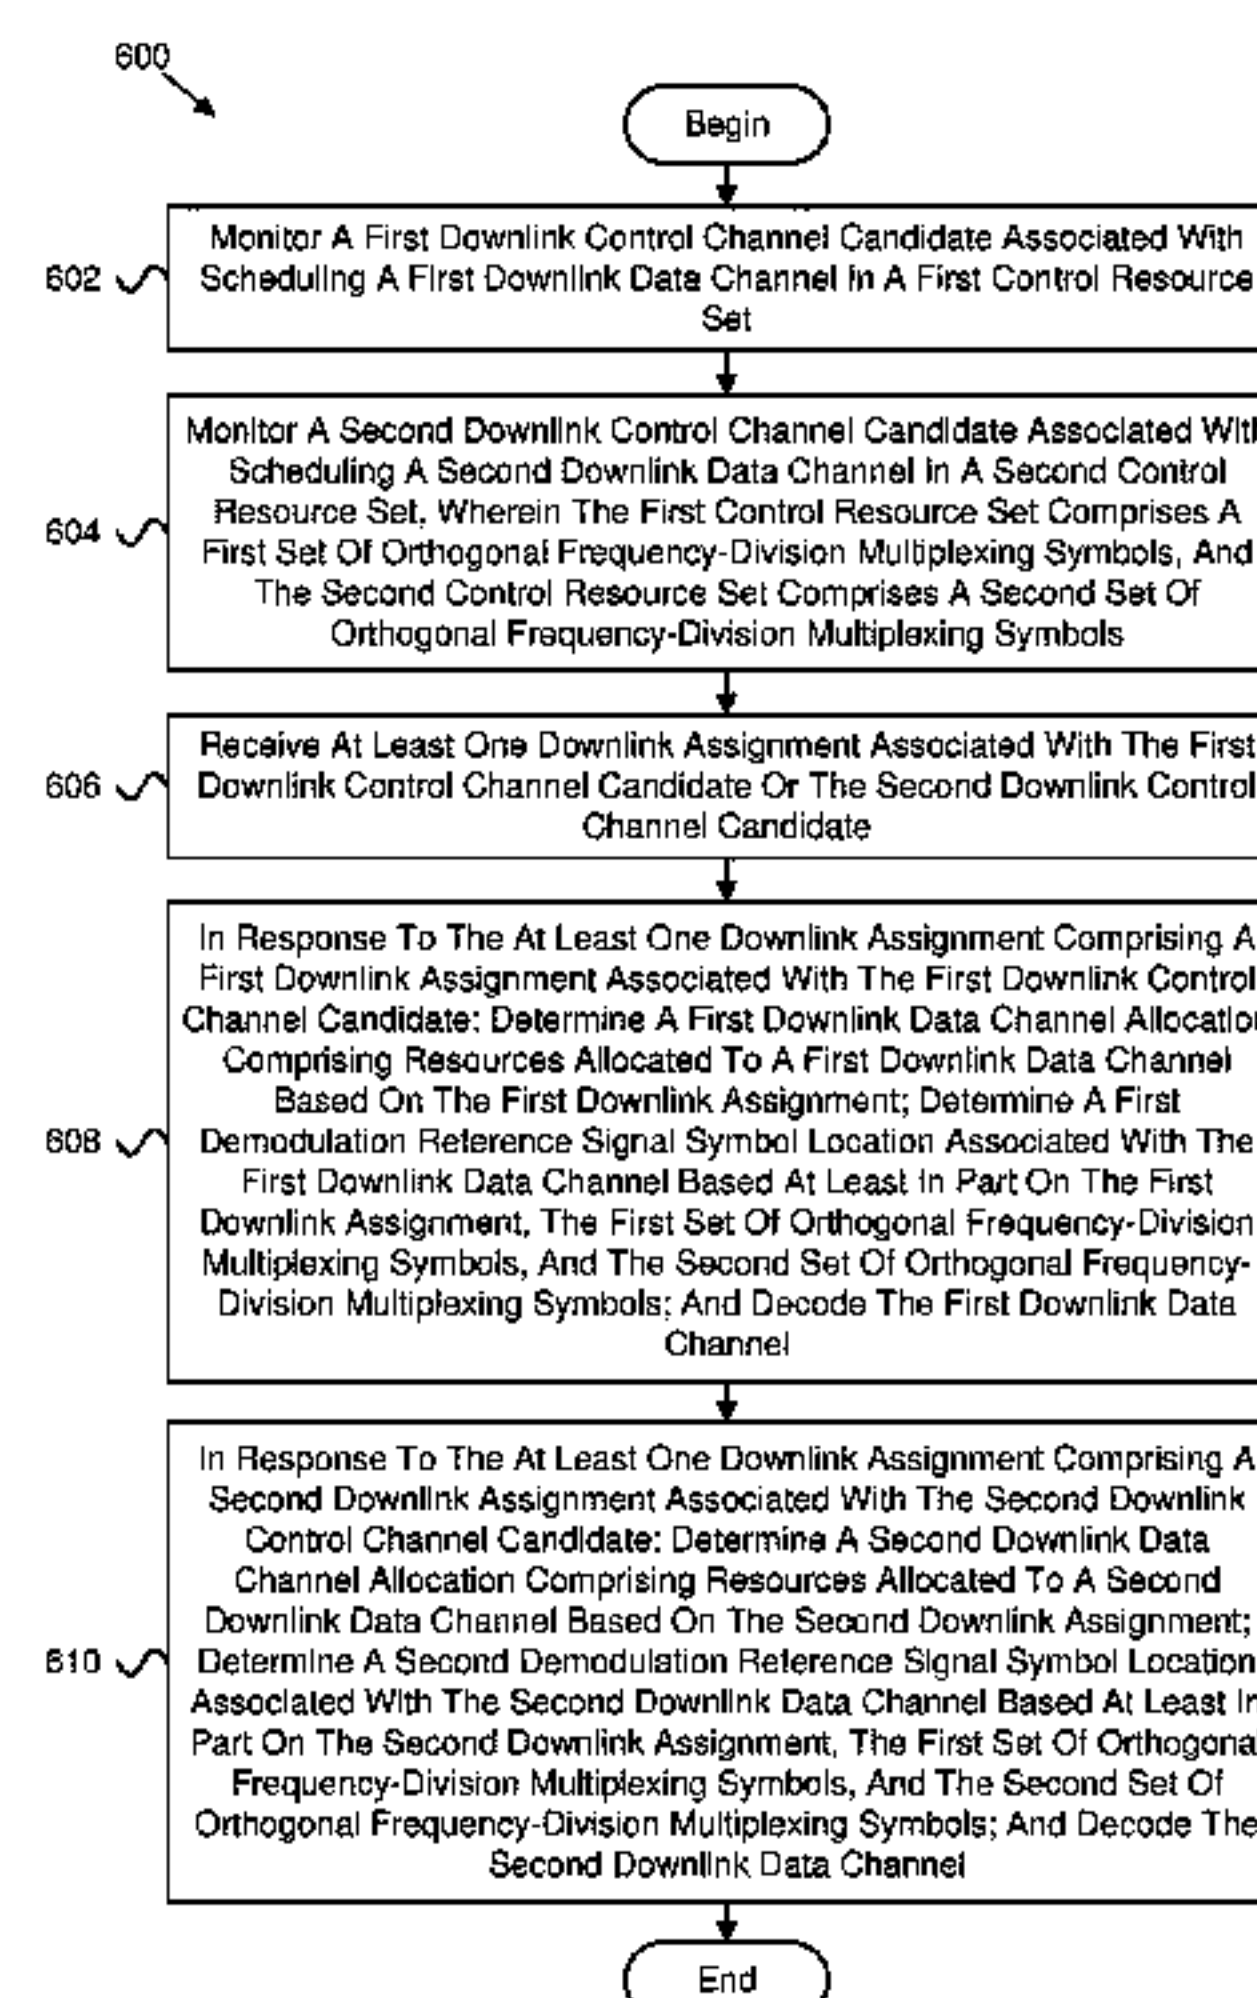 600
Begin
602
Monitor A First Downlink Control Channel Candidate Associated With
Scheduling A First Downlink Data Channel In A First Control Resource
Set
604
Monitor A Second Downlink Control Channel Candidate Associated With
Scheduling A Second Downlink Data Channel In A Second Control
Resource Set, Wherein The First Control Resource Set Comprises A
First Set Of Orthogonal Frequency-Division Multiplexing Symbols, And
The Second Control Resource Set Comprises A Second Set Of
Orthogonal Frequency-Division Multiplexing Symbols
606
Receive At Least One Downlink Assignment Associated With The First
Downlink Control Channel Candidate Or The Second Downlink Control
Channel Candidate
608
In Response To The At Least One Downlink Assignment Comprising A
First Downlink Assignment Associated With The First Downlink Control
Channel Candidate: Determine A First Downlink Data Channel Allocation
Comprising Resources Allocated To A First Downlink Data Channel
Based On The First Downlink Assignment; Determine A First
Demodulation Reference Signal Symbol Location Associated With The
First Downlink Data Channel Based At Least In Part On The First
Downlink Assignment, The First Set Of Orthogonal Frequency-Division
Multiplexing Symbols, And The Second Set Of Orthogonal Frequency-
Division Multiplexing Symbols; And Decode The First Downlink Data
Channel
610
In Response To The At Least One Downlink Assignment Comprising A
Second Downlink Assignment Associated With The Second Downlink
Control Channel Candidate: Determine A Second Downlink Data
Channel Allocation Comprising Resources Allocated To A Second
Downlink Data Channel Based On The Second Downlink Assignment;
Determine A Second Demodulation Reference Signal Symbol Location
Associated With The Second Downlink Data Channel Based At Least In
Part On The Second Downlink Assignment, The First Set Of Orthogonal
Frequency-Division Multiplexing Symbols, And The Second Set Of
Orthogonal Frequency-Division Multiplexing Symbols; And Decode The
Second Downlink Data Channel
End